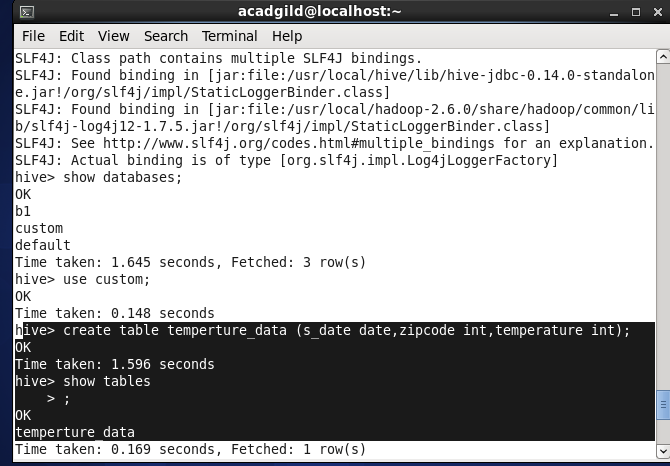 acadgild@localhost:~
File Edit View Search Terminal Help
SLF4J: Class path contains multiple SLF4J bindings.
SLF4J: Found binding in [jar:file:/usr/local/hive/lib/hive-jdbc-0.14.0-standalon
e.jar!/org/slf4j/impl/StaticLoggerBinder.class]
SLF4J: Found binding in [jar:file:/usr/local/hadoop-2.6.0/share/hadoop/common/li
b/slf4j-log4j12-1.7.5.jar!/org/slf4j/impl/StaticLoggerBinder.class]
SLF4J: See http://www.slf4j.org/codes.html#multiple_bindings for an explanation.
SLF4J: Actual binding is of type [org.slf4j.impl.Log4jLoggerFactory]
hive> show databases;
OK
b1
custom
default
Time taken: 1.645 seconds, Fetched: 3 row(s)
hive> use custom;
OK
Time taken: 0.148 seconds
hive> create table temperture_data (s_date date,zipcode int,temperature int);
OK
Time taken: 1.596 seconds
hive> show tables
    > ;
OK
temperture_data
Time taken: 0.169 seconds, Fetched: 1 row(s)